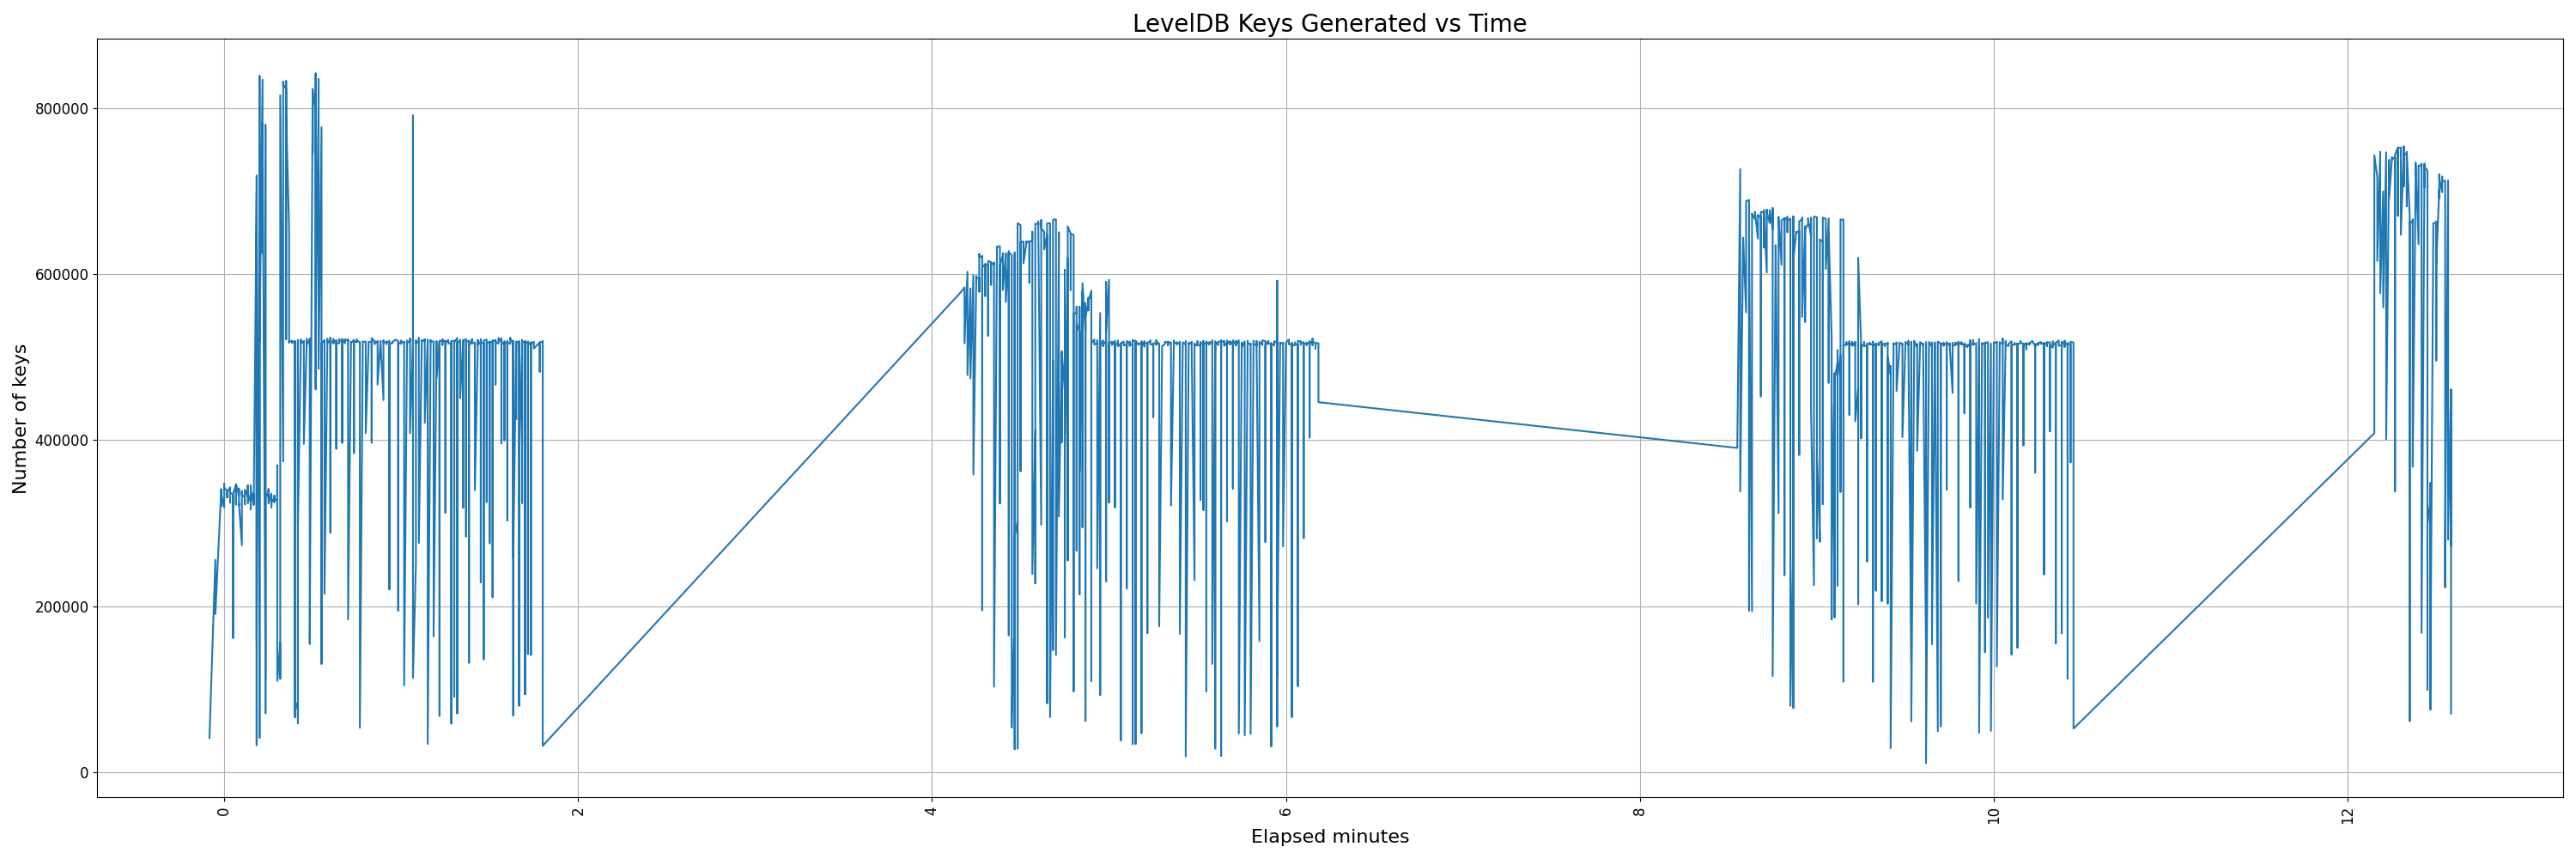 LevelDB Keys Generated vs Time
Number of keys
800000
600000
400000
200000
0
0 2 4 6 8 10 12
Elapsed minutes